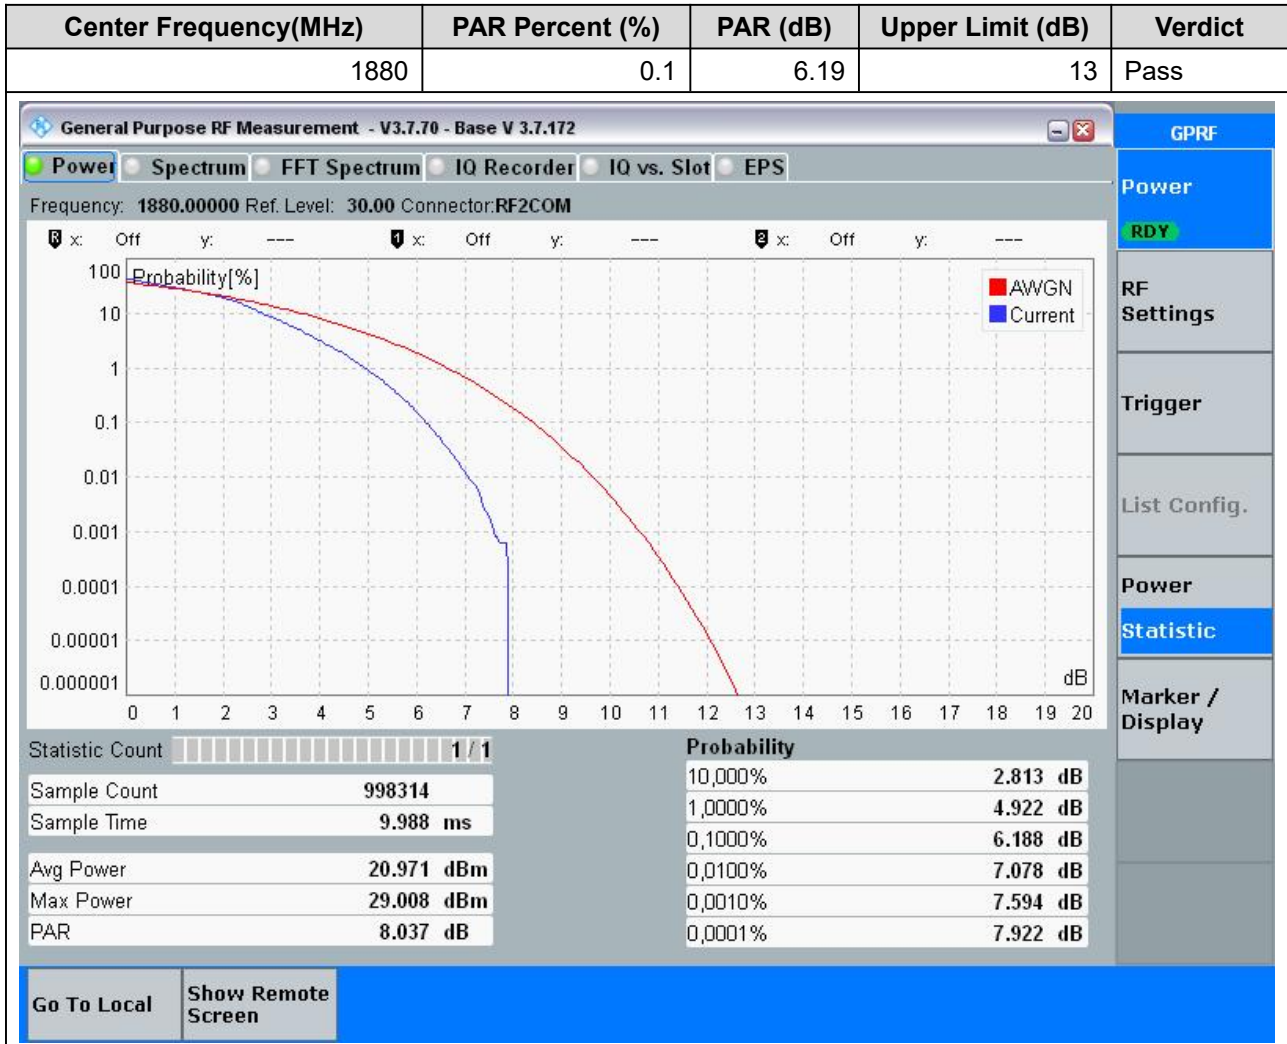 Center Frequency(MHz) PAR Percent (%) PAR (dB) Upper Limit (dB) Verdict
1880 0.1 6.19 13 Pass
General Purpose RF Measurement - V3.7.70 - Base V 3.7.172
GPRF
Power Spectrum FFT Spectrum IQ Recorder IQ vs. Slot EPS
Power
RDY
Frequency: 1880.00000 Ref. Level: 30.00 Connector:RF2COM
R x: Off y: --- 1 x: Off y: --- 2 x: Off y: ---
Probability[%]
100
10
1
0.1
0.01
0.001
0.0001
0.00001
0.000001
AWGN
Current
dB
0 1 2 3 4 5 6 7 8 9 10 11 12 13 14 15 16 17 18 19 20
RF
Settings
Trigger
List Config.
Power
Statistic
Marker /
Display
Statistic Count 1 / 1
Sample Count 998314
Sample Time 9.988 ms
Avg Power 20.971 dBm
Max Power 29.008 dBm
PAR 8.037 dB
Probability
10,000% 2.813 dB
1,0000% 4.922 dB
0,1000% 6.188 dB
0,0100% 7.078 dB
0,0010% 7.594 dB
0,0001% 7.922 dB
Go To Local
Show Remote
Screen